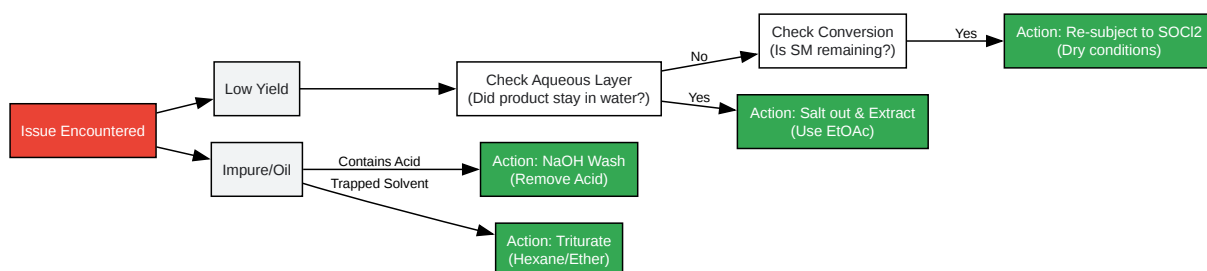 Issue Encountered
Low Yield
Impure/Oil
Check Aqueous Layer
(Did product stay in water?)
No
Yes
Check Conversion
(Is SM remaining?)
Yes
Action: Re-subject to SOCl2
(Dry conditions)
Action: Salt out & Extract
(Use EtOAc)
Contains Acid
Trapped Solvent
Action: NaOH Wash
(Remove Acid)
Action: Triturate
(Hexane/Ether)